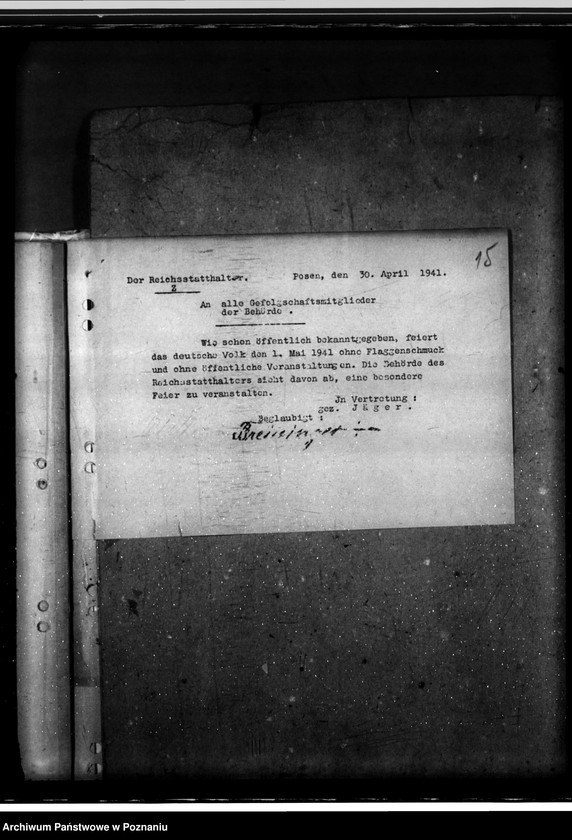 15
Der Reichsstatthalter.
Z
Posen, den 30. April 1941.
An alle Gefolgschaftsmitglieder
der Behörde .
Wie schon öffentlich bekanntgegeben, feiert
das deutsche Volk den 1. Mai 1941 ohne Flaggenschmuck
und ohne öffentliche Veranstaltungen. Die Behörde des
Reichsstatthalters sieht davon ab, eine besondere
Feier zu veranstalten.
Jn Vertretung :
gez. J ä g e r .
Beglaubigt :
Archiwum Państwowe w Poznaniu